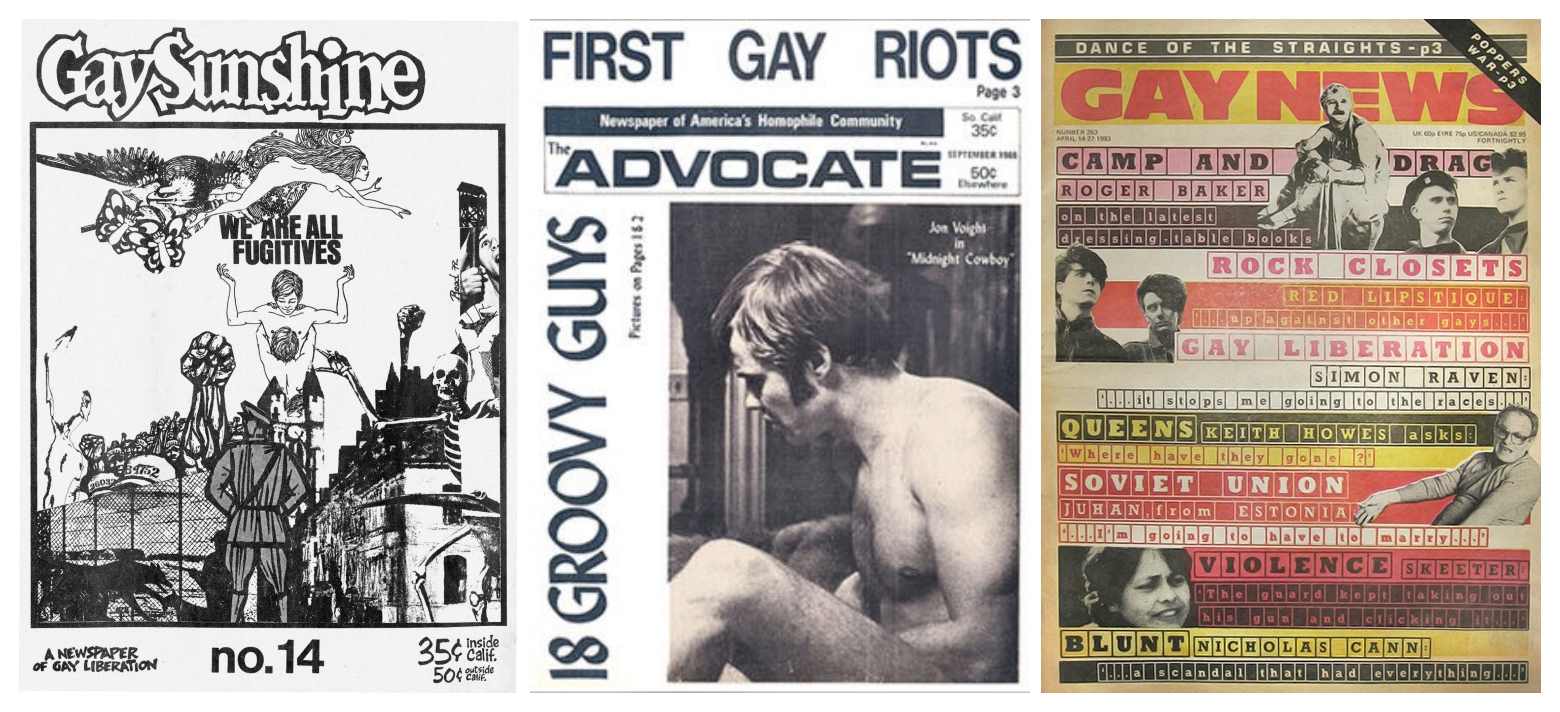 Gay Sunshine
WE ARE ALL
FUGITIVES
A NEWSPAPER
OF GAY LIBERATION
no. 14
35¢ inside
Calif.
50¢ outside
Calif.
FIRST GAY RIOTS
Page 3
Newspaper of America's Homophile Community
So. Calif.
35¢
The
ADVOCATE
SEPTEMBER 1969
50¢
Elsewhere
18 GROOVY GUYS
Pictures on Pages 1 & 2
Jon Voight
in
"Midnight Cowboy"
DANCE OF THE STRAIGHTS - p3
POPPERS
WAR-p3
GAY NEWS
NUMBER 263
APRIL 14-27 1983
UK 60p EIRE 75p US/CANADA $2.95
FORTNIGHTLY
CAMP AND DRAG
ROGER BAKER
on the latest
dressing-table books
ROCK CLOSETS
RED LIPSTIQUE:
'...up against other gays...'
GAY LIBERATION
SIMON RAVEN:
'...it stops me going to the races...'
QUEENS KEITH HOWES asks:
'Where have they gone ?'
SOVIET UNION
JUHAN, from ESTONIA
'...I'm going to have to marry...'
VIOLENCE SKEETER:
'The guard kept taking out
his gun and clicking it...'
BLUNT NICHOLAS CANN:
'...a scandal that had everything...'